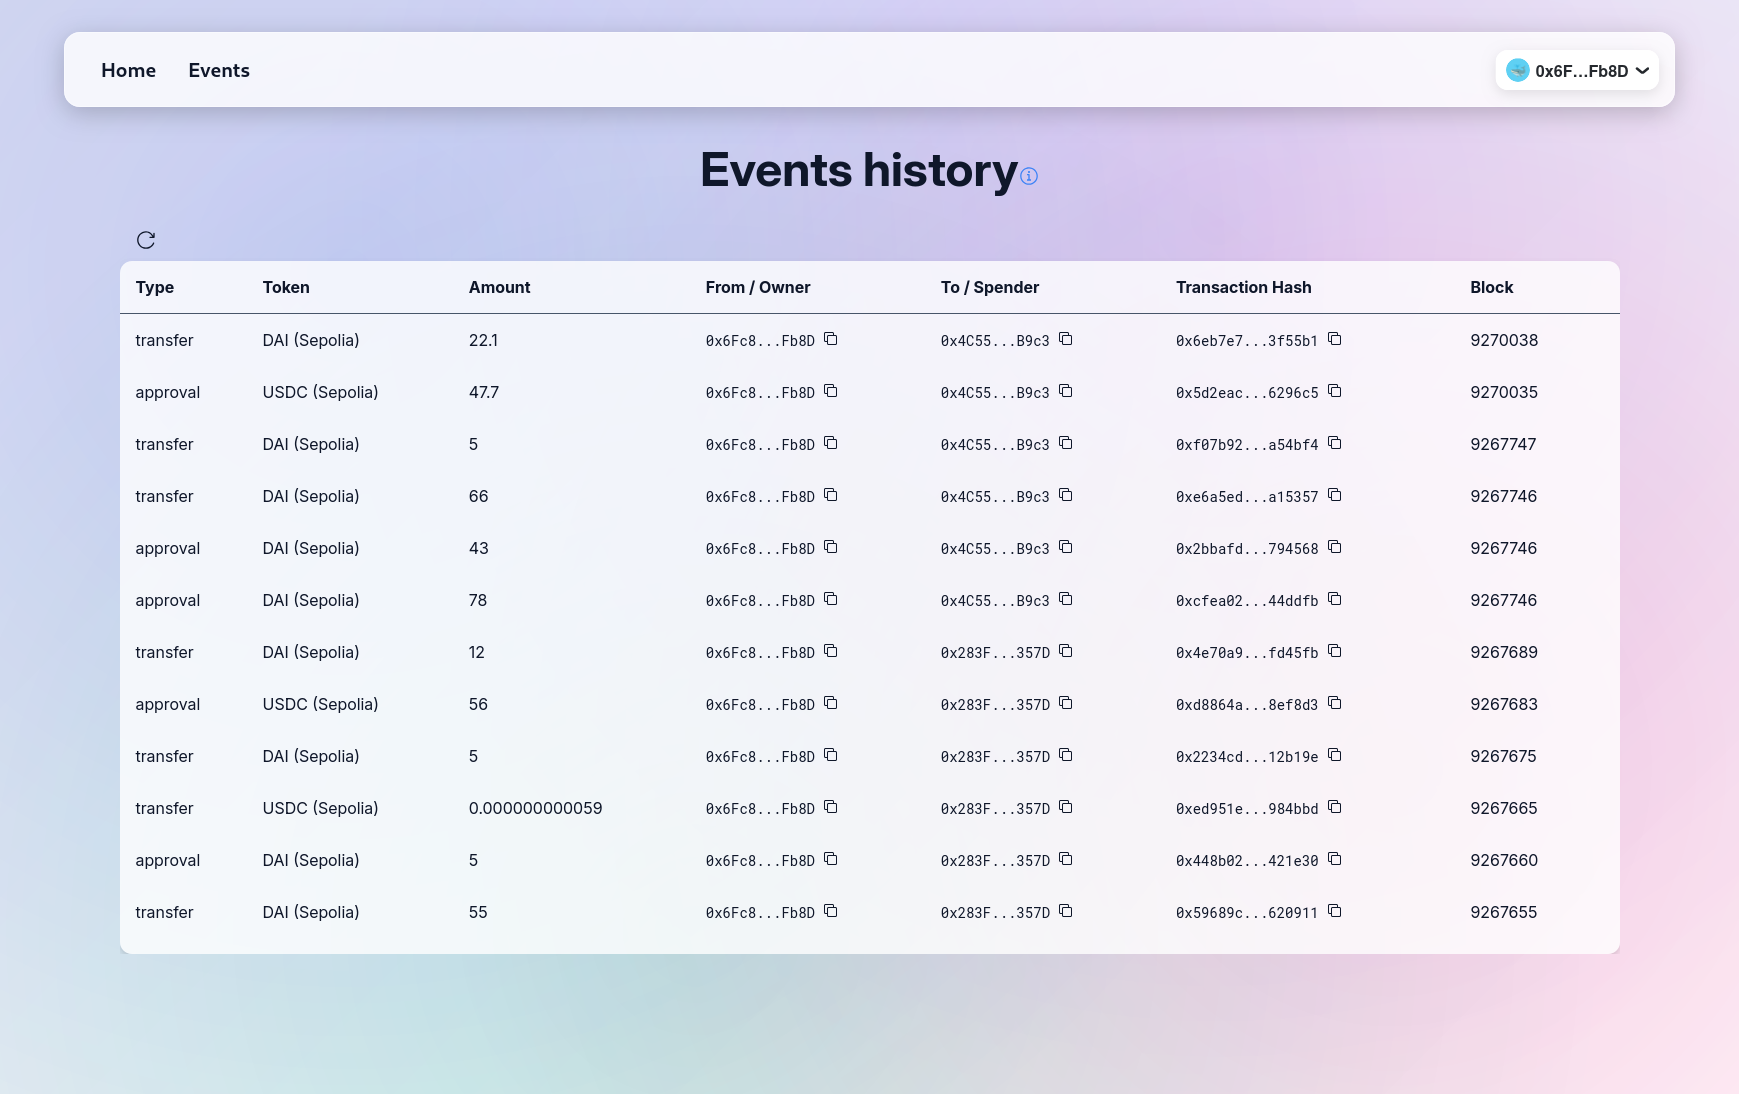 Home Events 0x6F...Fb8D
Events history
Type Token Amount From / Owner To / Spender Transaction Hash Block
transfer DAI (Sepolia) 22.1 0x6Fc8...Fb8D 0x4C55...B9c3 0x6eb7e7...3f55b1 9270038
approval USDC (Sepolia) 47.7 0x6Fc8...Fb8D 0x4C55...B9c3 0x5d2eac...6296c5 9270035
transfer DAI (Sepolia) 5 0x6Fc8...Fb8D 0x4C55...B9c3 0xf07b92...a54bf4 9267747
transfer DAI (Sepolia) 66 0x6Fc8...Fb8D 0x4C55...B9c3 0xe6a5ed...a15357 9267746
approval DAI (Sepolia) 43 0x6Fc8...Fb8D 0x4C55...B9c3 0x2bbafd...794568 9267746
approval DAI (Sepolia) 78 0x6Fc8...Fb8D 0x4C55...B9c3 0xcfea02...44ddfb 9267746
transfer DAI (Sepolia) 12 0x6Fc8...Fb8D 0x283F...357D 0x4e70a9...fd45fb 9267689
approval USDC (Sepolia) 56 0x6Fc8...Fb8D 0x283F...357D 0xd8864a...8ef8d3 9267683
transfer DAI (Sepolia) 5 0x6Fc8...Fb8D 0x283F...357D 0x2234cd...12b19e 9267675
transfer USDC (Sepolia) 0.000000000059 0x6Fc8...Fb8D 0x283F...357D 0xed951e...984bbd 9267665
approval DAI (Sepolia) 5 0x6Fc8...Fb8D 0x283F...357D 0x448b02...421e30 9267660
transfer DAI (Sepolia) 55 0x6Fc8...Fb8D 0x283F...357D 0x59689c...620911 9267655